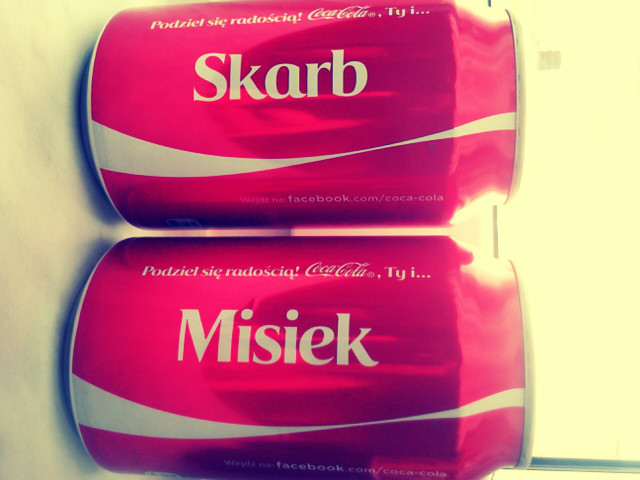 Podziel się radością! Coca-Cola®, Ty i...
Skarb
Wejdź na: facebook.com/coca-cola
Podziel się radością! Coca-Cola®, Ty i...
Misiek
Wejdź na: facebook.com/coca-cola